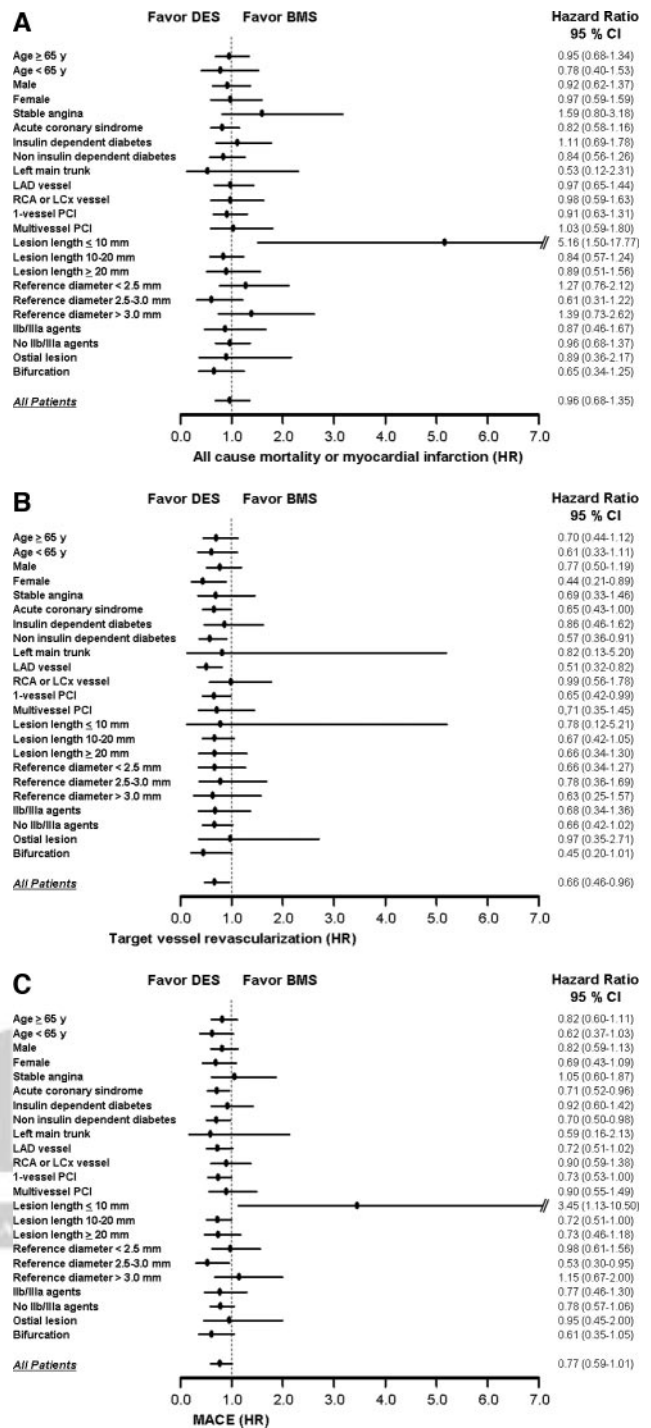 A
Favor DES Favor BMS
Hazard Ratio
95 % CI
Age ≥ 65 y 0.95 (0.68-1.34)
Age < 65 y 0.78 (0.40-1.53)
Male 0.92 (0.62-1.37)
Female 0.97 (0.59-1.59)
Stable angina 1.59 (0.80-3.18)
Acute coronary syndrome 0.82 (0.58-1.16)
Insulin dependent diabetes 1.11 (0.69-1.78)
Non insulin dependent diabetes 0.84 (0.56-1.26)
Left main trunk 0.53 (0.12-2.31)
LAD vessel 0.97 (0.65-1.44)
RCA or LCx vessel 0.98 (0.59-1.63)
1-vessel PCI 0.91 (0.63-1.31)
Multivessel PCI 1.03 (0.59-1.80)
Lesion length ≤ 10 mm 5.16 (1.50-17.77)
Lesion length 10-20 mm 0.84 (0.57-1.24)
Lesion length ≥ 20 mm 0.89 (0.51-1.56)
Reference diameter < 2.5 mm 1.27 (0.76-2.12)
Reference diameter 2.5-3.0 mm 0.61 (0.31-1.22)
Reference diameter > 3.0 mm 1.39 (0.73-2.62)
IIb/IIIa agents 0.87 (0.46-1.67)
No IIb/IIIa agents 0.96 (0.68-1.37)
Ostial lesion 0.89 (0.36-2.17)
Bifurcation 0.65 (0.34-1.25)
All Patients 0.96 (0.68-1.35)
0.0 1.0 2.0 3.0 4.0 5.0 6.0 7.0
All cause mortality or myocardial infarction (HR)
B
Favor DES Favor BMS
Hazard Ratio
95 % CI
Age ≥ 65 y 0.70 (0.44-1.12)
Age < 65 y 0.61 (0.33-1.11)
Male 0.77 (0.50-1.19)
Female 0.44 (0.21-0.89)
Stable angina 0.69 (0.33-1.46)
Acute coronary syndrome 0.65 (0.43-1.00)
Insulin dependent diabetes 0.86 (0.46-1.62)
Non insulin dependent diabetes 0.57 (0.36-0.91)
Left main trunk 0.82 (0.13-5.20)
LAD vessel 0.51 (0.32-0.82)
RCA or LCx vessel 0.99 (0.56-1.78)
1-vessel PCI 0.65 (0.42-0.99)
Multivessel PCI 0,71 (0.35-1.45)
Lesion length ≤ 10 mm 0.78 (0.12-5.21)
Lesion length 10-20 mm 0.67 (0.42-1.05)
Lesion length ≥ 20 mm 0.66 (0.34-1.30)
Reference diameter < 2.5 mm 0.66 (0.34-1.27)
Reference diameter 2.5-3.0 mm 0.78 (0.36-1.69)
Reference diameter > 3.0 mm 0.63 (0.25-1.57)
IIb/IIIa agents 0.68 (0.34-1.36)
No IIb/IIIa agents 0.66 (0.42-1.02)
Ostial lesion 0.97 (0.35-2.71)
Bifurcation 0.45 (0.20-1.01)
All Patients 0.66 (0.46-0.96)
0.0 1.0 2.0 3.0 4.0 5.0 6.0 7.0
Target vessel revascularization (HR)
C
Favor DES Favor BMS
Hazard Ratio
95 % CI
Age ≥ 65 y 0.82 (0.60-1.11)
Age < 65 y 0.62 (0.37-1.03)
Male 0.82 (0.59-1.13)
Female 0.69 (0.43-1.09)
Stable angina 1.05 (0.60-1.87)
Acute coronary syndrome 0.71 (0.52-0.96)
Insulin dependent diabetes 0.92 (0.60-1.42)
Non insulin dependent diabetes 0.70 (0.50-0.98)
Left main trunk 0.59 (0.16-2.13)
LAD vessel 0.72 (0.51-1.02)
RCA or LCx vessel 0.90 (0.59-1.38)
1-vessel PCI 0.73 (0.53-1.00)
Multivessel PCI 0.90 (0.55-1.49)
Lesion length ≤ 10 mm 3.45 (1.13-10.50)
Lesion length 10-20 mm 0.72 (0.51-1.00)
Lesion length ≥ 20 mm 0.73 (0.46-1.18)
Reference diameter < 2.5 mm 0.98 (0.61-1.56)
Reference diameter 2.5-3.0 mm 0.53 (0.30-0.95)
Reference diameter > 3.0 mm 1.15 (0.67-2.00)
IIb/IIIa agents 0.77 (0.46-1.30)
No IIb/IIIa agents 0.78 (0.57-1.06)
Ostial lesion 0.95 (0.45-2.00)
Bifurcation 0.61 (0.35-1.05)
All Patients 0.77 (0.59-1.01)
0.0 1.0 2.0 3.0 4.0 5.0 6.0 7.0
MACE (HR)